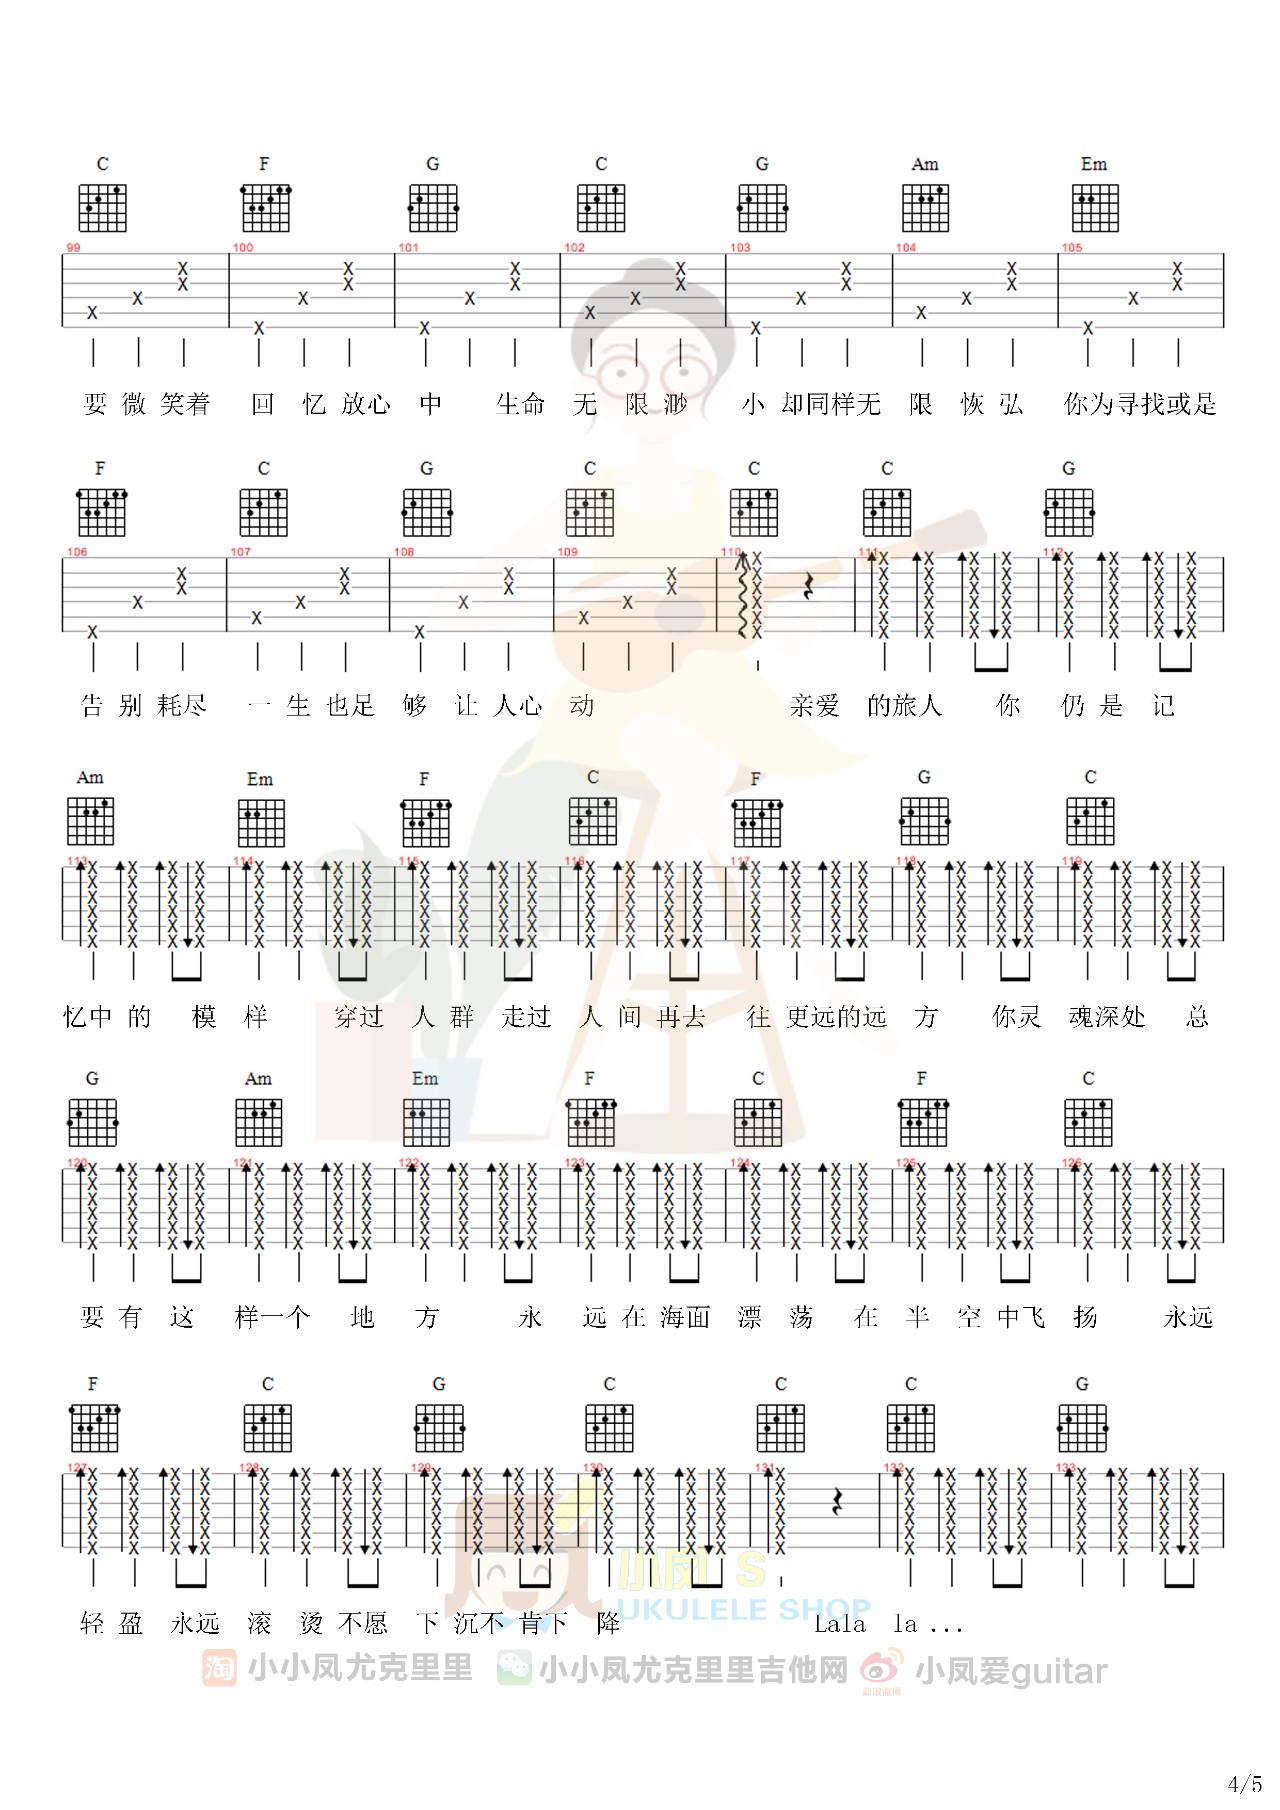 C F G C G Am Em
99 100 101 102 103 104 105
要 微 笑着 回 忆 放心 中 生命 无 限 渺 小 却同样无 限 恢 弘 你为寻找或是
F C G C C C G
106 107 108 109 110 111 112
告 别 耗尽 一 生 也足 够 让 人心 动 亲爱 的旅人 你 仍 是 记
Am Em F C F G C
113 114 115 116 117 118 119
忆中 的 模 样 穿过 人 群 走过 人 间 再去 往 更远的远 方 你灵 魂深处 总
G Am Em F C F C
120 121 122 123 124 125 126
要 有 这 样一个 地 方 永 远 在 海面 漂 荡 在 半 空 中飞 扬 永远
F C G C C C G
127 128 129 130 131 132 133
轻 盈 永远 滚 烫 不愿 下 沉不 肯下 降 Lala la ...
小凤'S
UKULELE SHOP
淘 小小凤尤克里里 小小凤尤克里里吉他网 新浪微博 小凤爱guitar
4/5